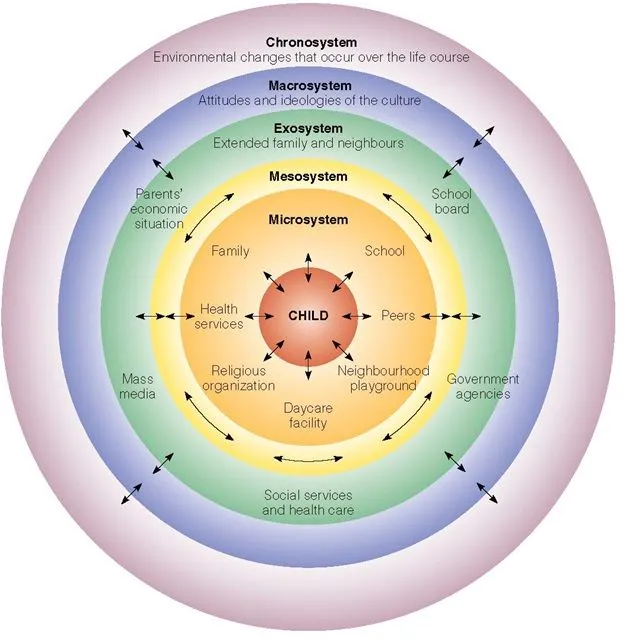 Chronosystem
Environmental changes that occur over the life course
Macrosystem
Attitudes and ideologies of the culture
Exosystem
Extended family and neighbours
Mesosystem
Parents'
economic
situation
School
board
Microsystem
Family
School
Health
services
CHILD
Peers
Religious
organization
Neighbourhood
playground
Mass
media
Government
agencies
Daycare
facility
Social services
and health care